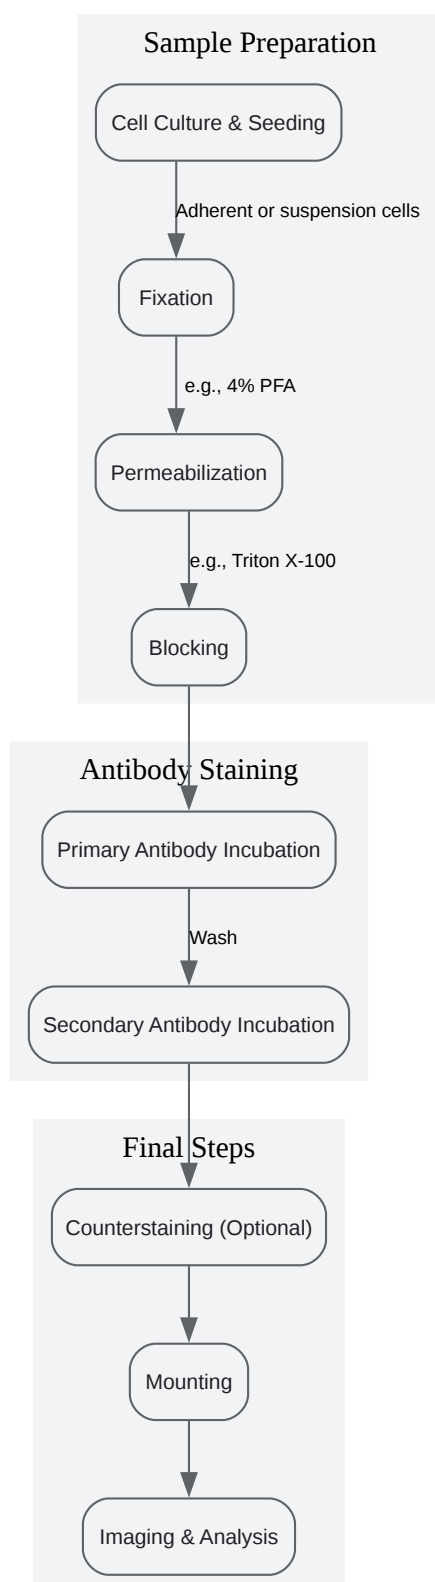 Sample Preparation
Cell Culture & Seeding
Adherent or suspension cells
Fixation
e.g., 4% PFA
Permeabilization
e.g., Triton X-100
Blocking
Antibody Staining
Primary Antibody Incubation
Wash
Secondary Antibody Incubation
Final Steps
Counterstaining (Optional)
Mounting
Imaging & Analysis